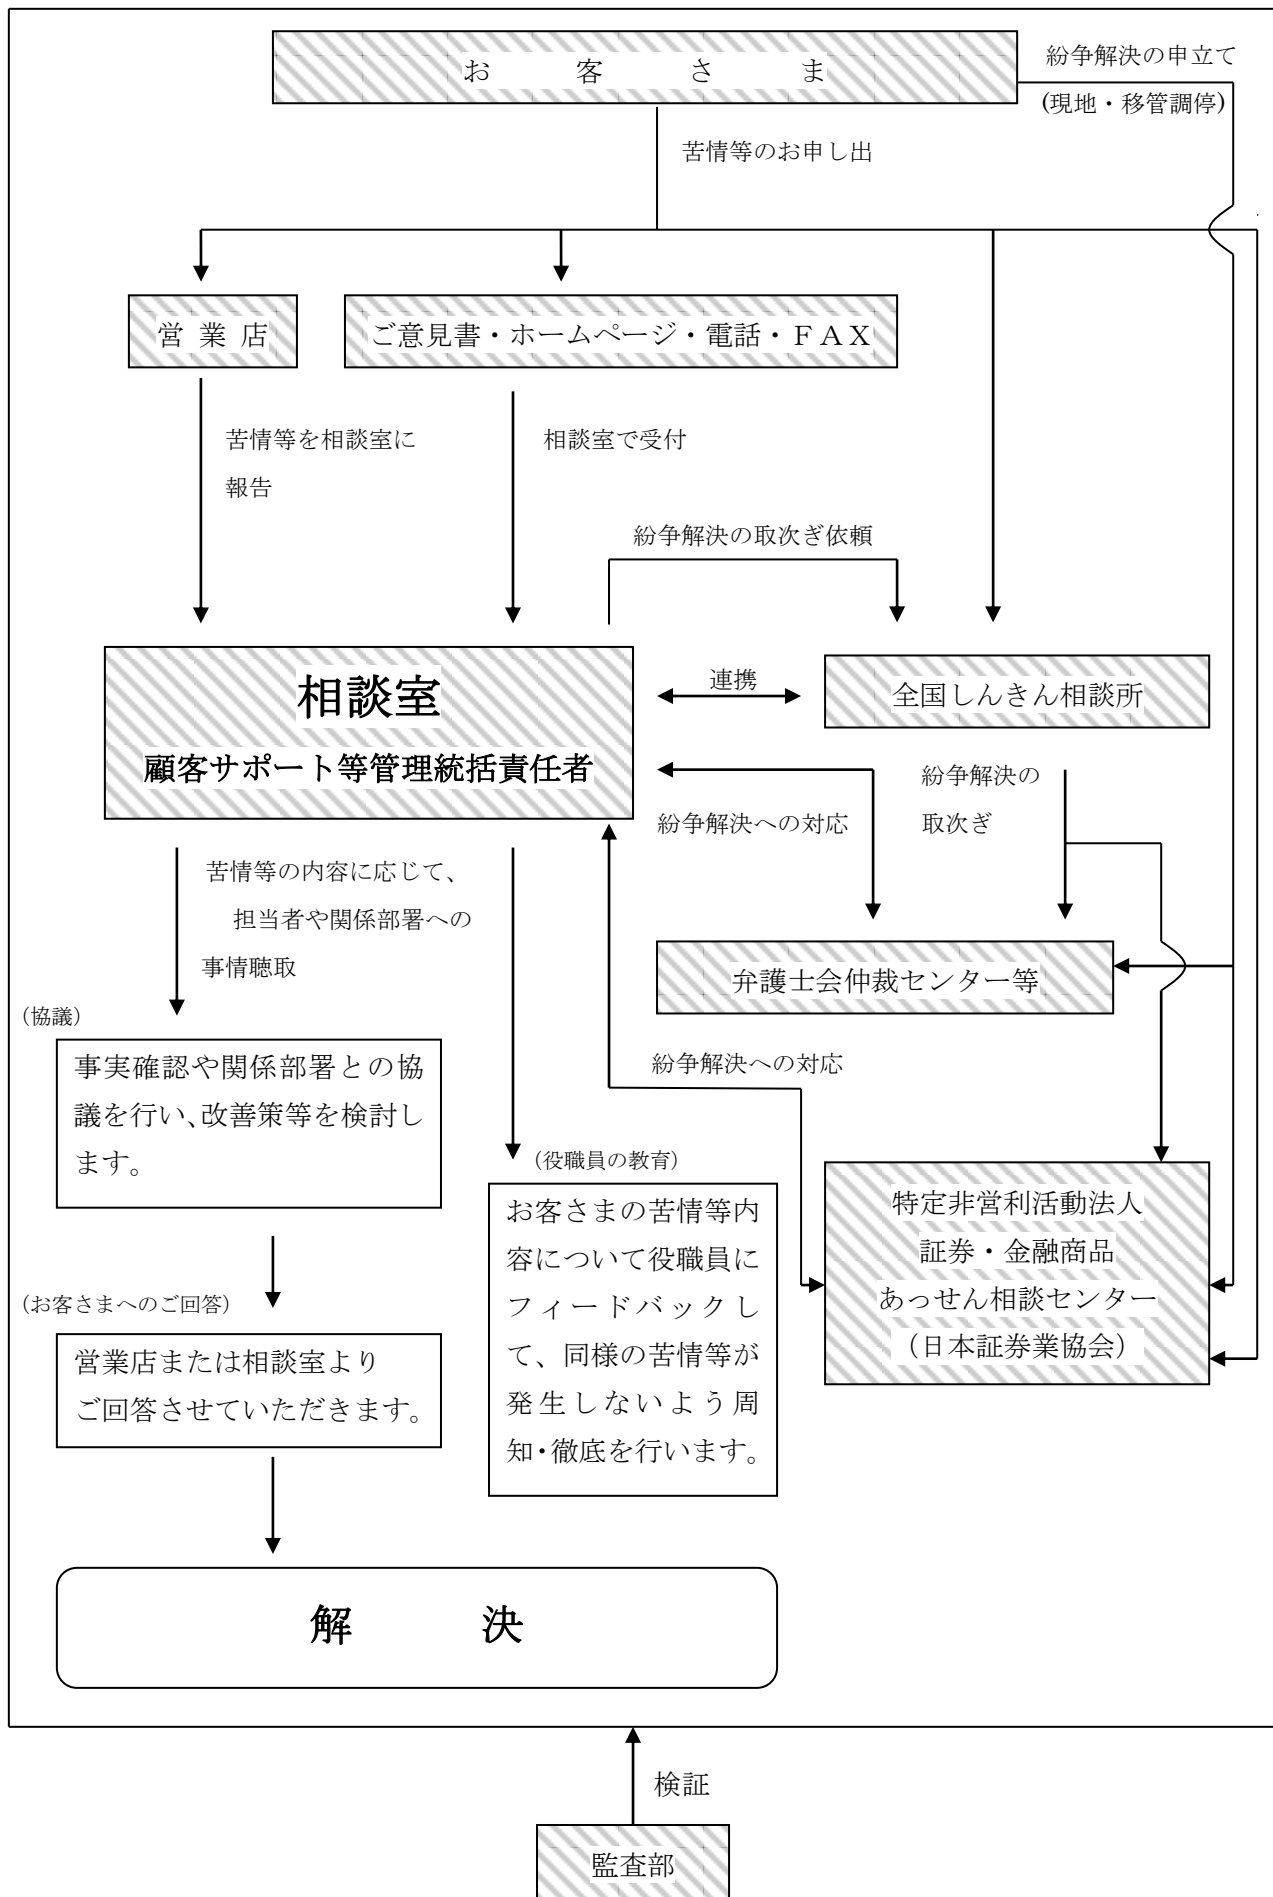 お客さま
紛争解決の申立て
(現地・移管調停)
苦情等のお申し出
営業店
ご意見書・ホームページ・電話・ＦＡＸ
苦情等を相談室に
報告
相談室で受付
紛争解決の取次ぎ依頼
相談室
顧客サポート等管理統括責任者
連携
全国しんきん相談所
紛争解決への対応
紛争解決の
取次ぎ
苦情等の内容に応じて、
担当者や関係部署への
事情聴取
弁護士会仲裁センター等
（協議）
事実確認や関係部署との協
議を行い、改善策等を検討し
ます。
紛争解決への対応
（役職員の教育）
お客さまの苦情等内
容について役職員に
フィードバックし
て、同様の苦情等が
発生しないよう周
知・徹底を行います。
特定非営利活動法人
証券・金融商品
あっせん相談センター
（日本証券業協会）
（お客さまへのご回答）
営業店または相談室より
ご回答させていただきます。
解決
検証
監査部